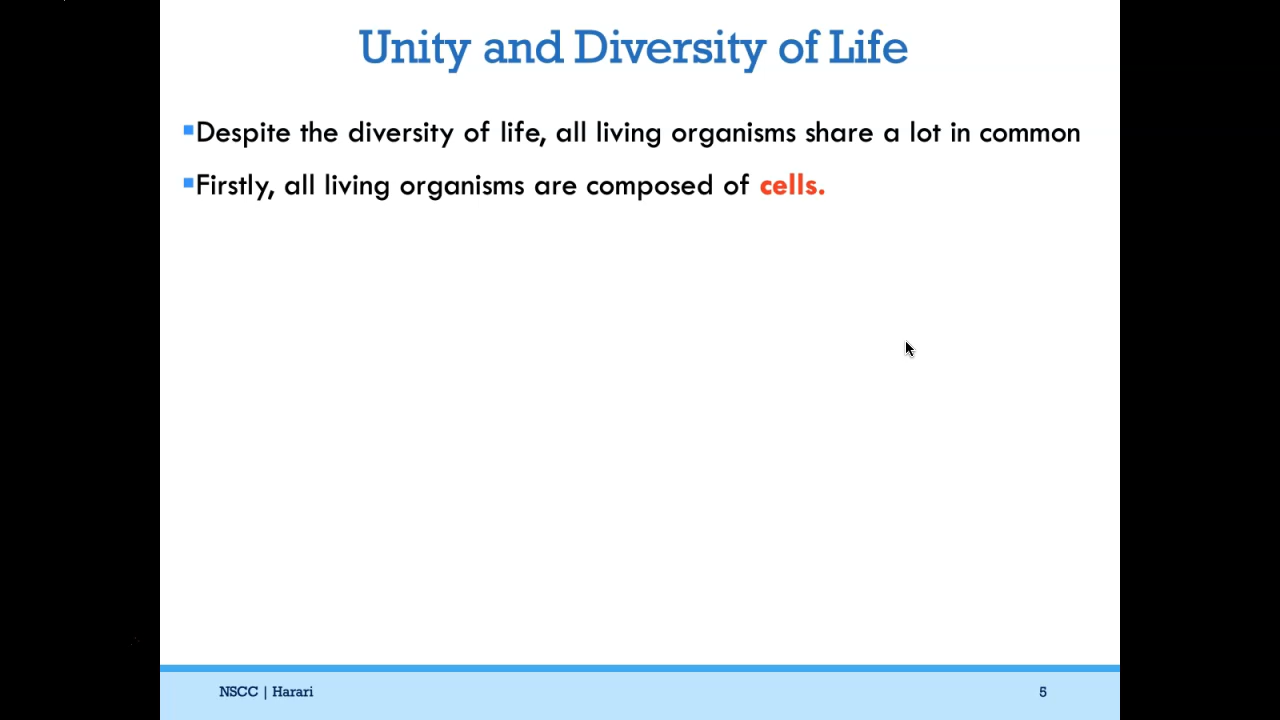 Unity and Diversity of Life
▪Despite the diversity of life, all living organisms share a lot in common
▪Firstly, all living organisms are composed of cells.
NSCC | Harari
5